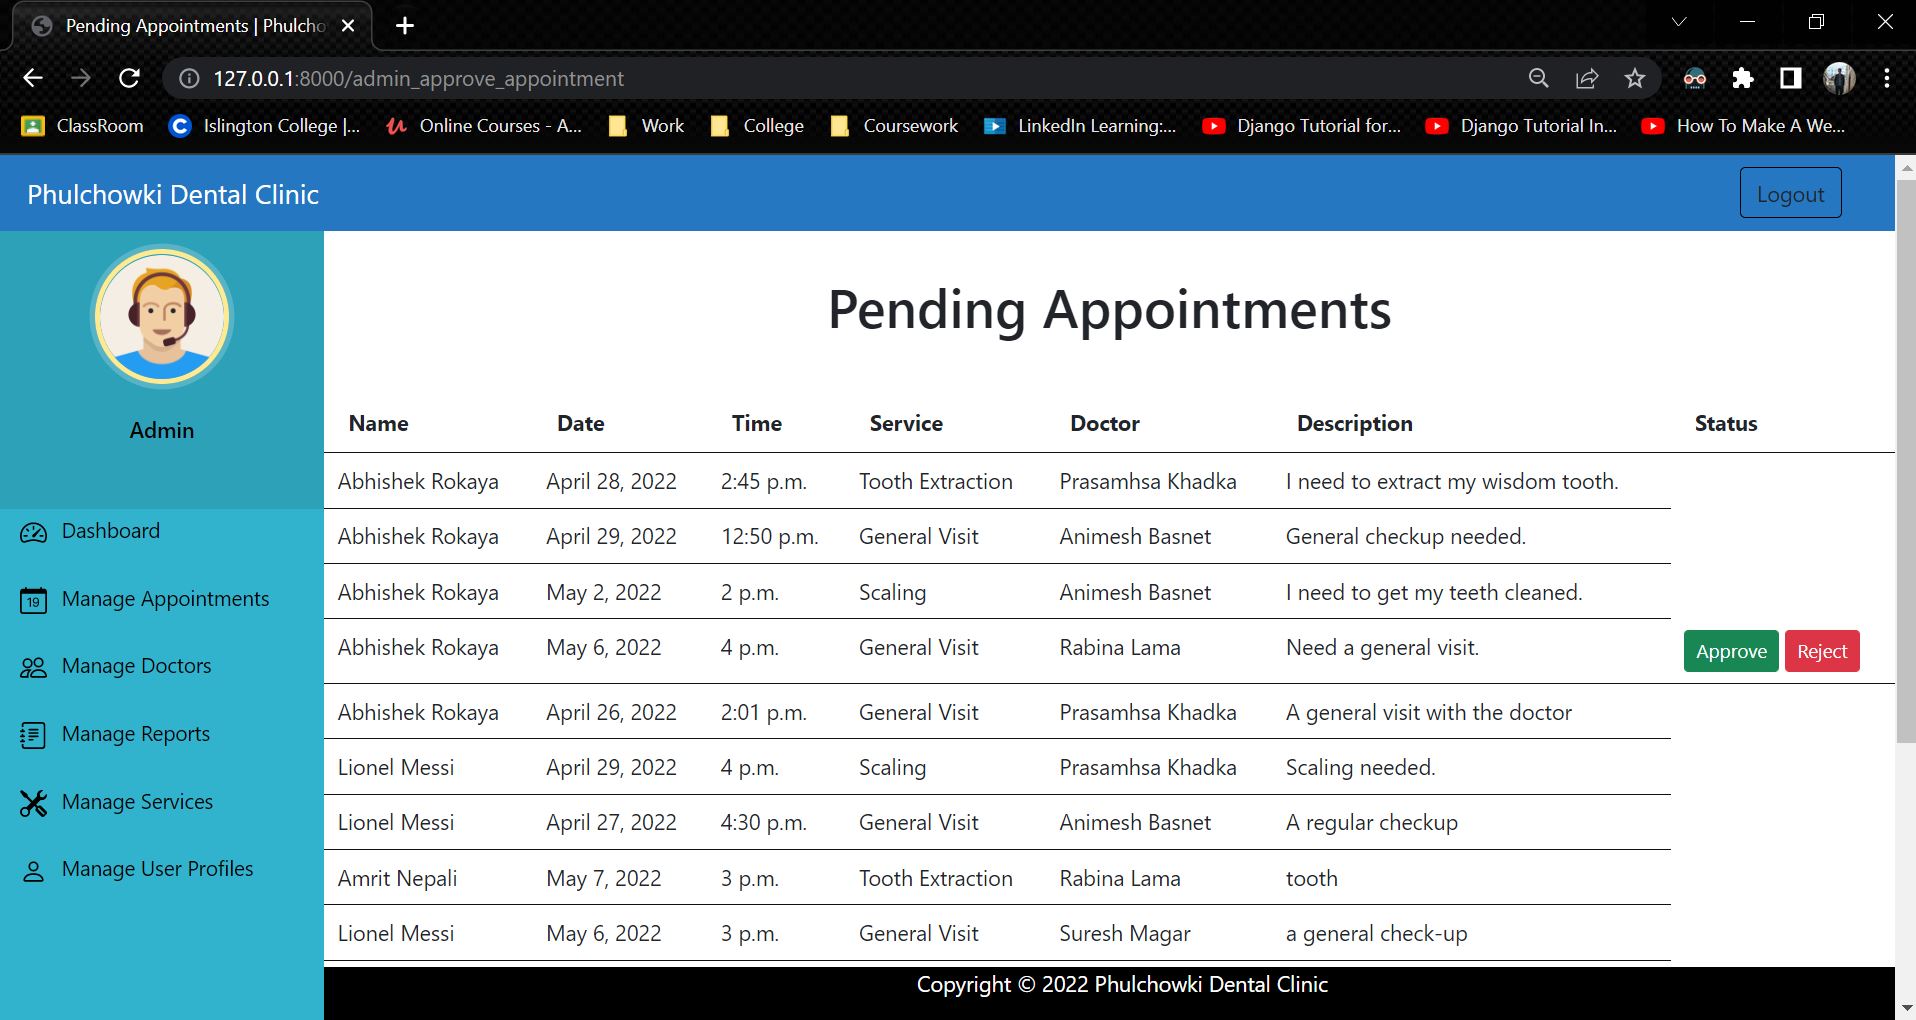 Pending Appointments | Phulcho
127.0.0.1:8000/admin_approve_appointment
ClassRoom Islington College |... Online Courses - A... Work College Coursework LinkedIn Learning:... Django Tutorial for... Django Tutorial In... How To Make A We...
Phulchowki Dental Clinic Logout
Admin
Dashboard
19 Manage Appointments
Manage Doctors
Manage Reports
Manage Services
Manage User Profiles
Pending Appointments
Name Date Time Service Doctor Description Status
Abhishek Rokaya April 28, 2022 2:45 p.m. Tooth Extraction Prasamhsa Khadka I need to extract my wisdom tooth.
Abhishek Rokaya April 29, 2022 12:50 p.m. General Visit Animesh Basnet General checkup needed.
Abhishek Rokaya May 2, 2022 2 p.m. Scaling Animesh Basnet I need to get my teeth cleaned.
Abhishek Rokaya May 6, 2022 4 p.m. General Visit Rabina Lama Need a general visit. Approve Reject
Abhishek Rokaya April 26, 2022 2:01 p.m. General Visit Prasamhsa Khadka A general visit with the doctor
Lionel Messi April 29, 2022 4 p.m. Scaling Prasamhsa Khadka Scaling needed.
Lionel Messi April 27, 2022 4:30 p.m. General Visit Animesh Basnet A regular checkup
Amrit Nepali May 7, 2022 3 p.m. Tooth Extraction Rabina Lama tooth
Lionel Messi May 6, 2022 3 p.m. General Visit Suresh Magar a general check-up
Copyright © 2022 Phulchowki Dental Clinic